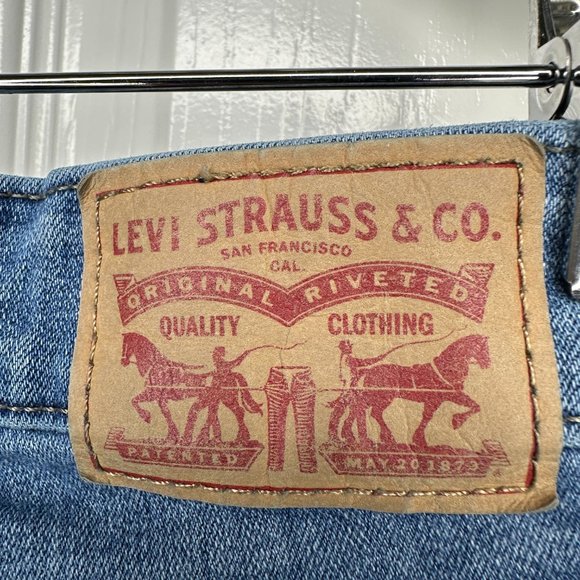 LEVI STRAUSS & CO.
SAN FRANCISCO
CAL.
ORIGINAL RIVETED
QUALITY CLOTHING
PATENTED MAY 20 1873